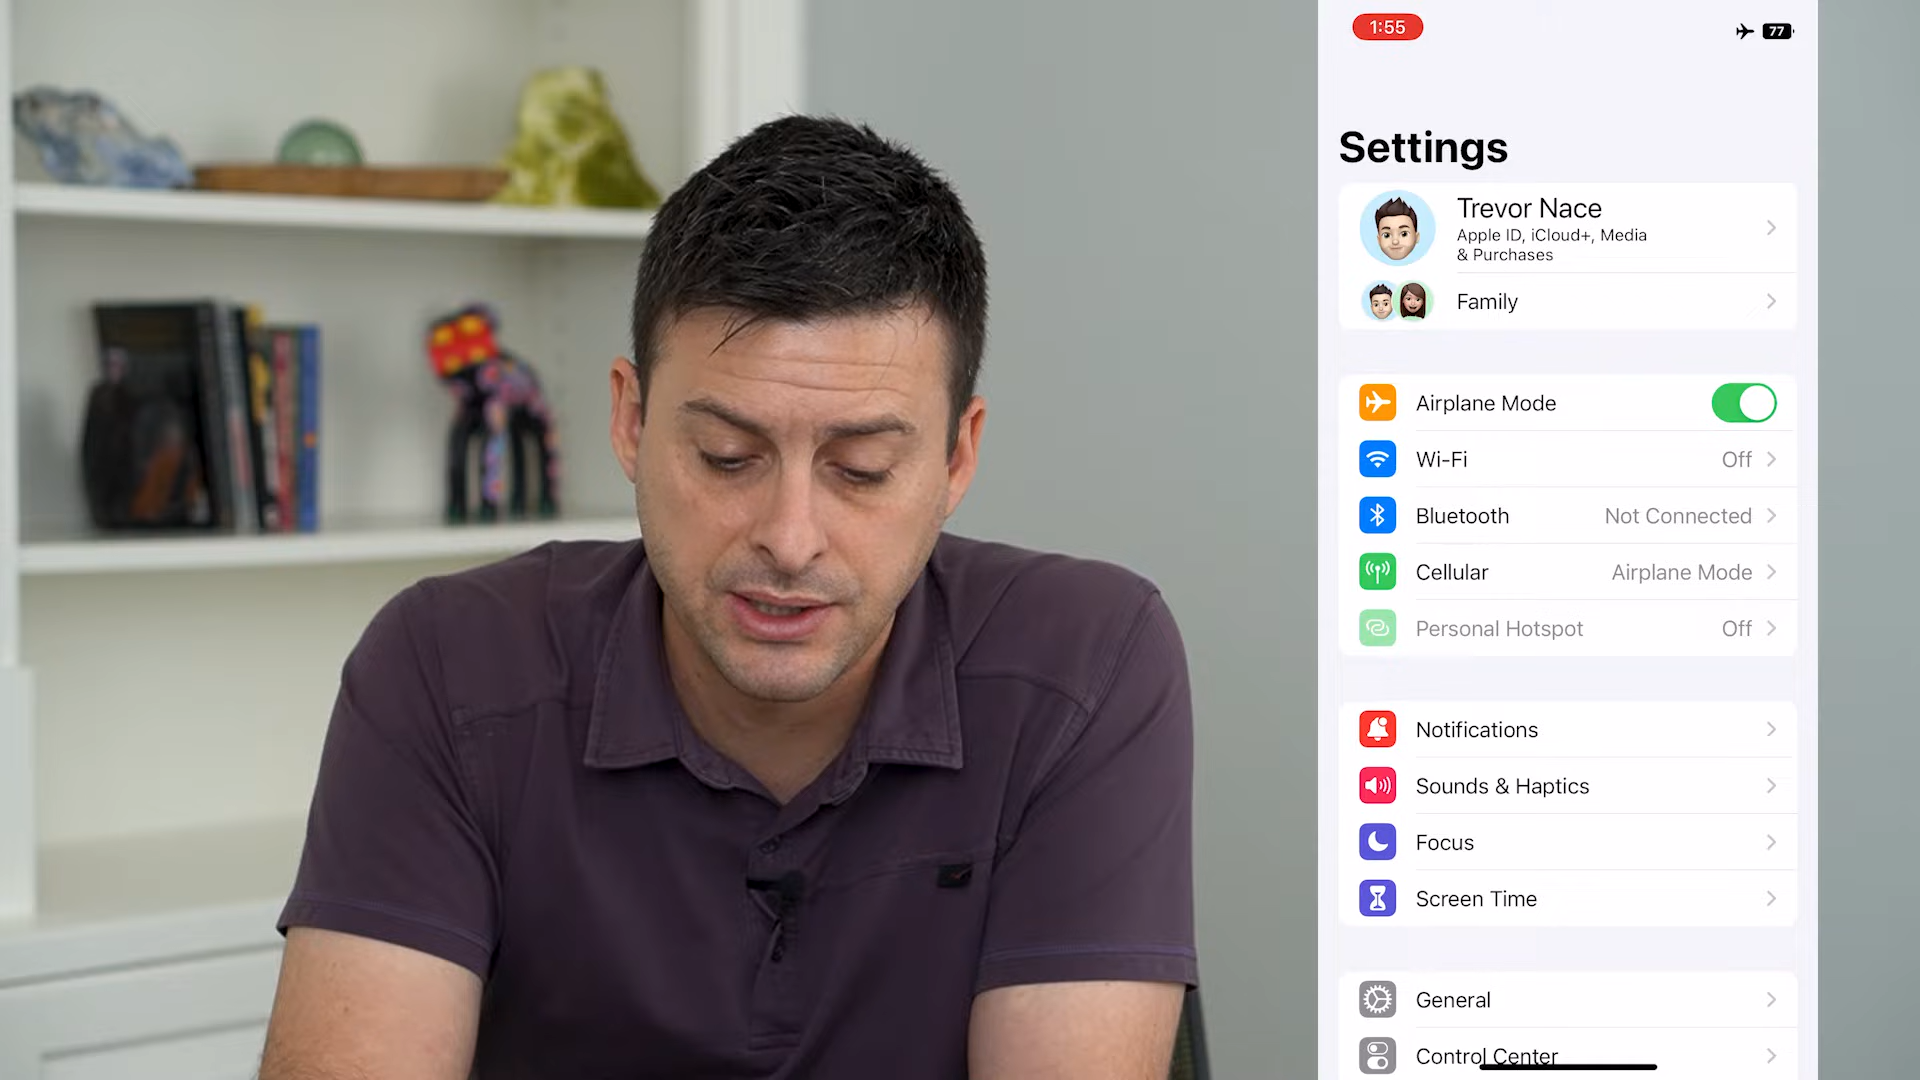 1:55
77
Settings
Trevor Nace
Apple ID, iCloud+, Media
& Purchases
Family
Airplane Mode
Wi-Fi
Off
Bluetooth
Not Connected
Cellular
Airplane Mode
Personal Hotspot
Off
Notifications
Sounds & Haptics
Focus
Screen Time
General
Control Center